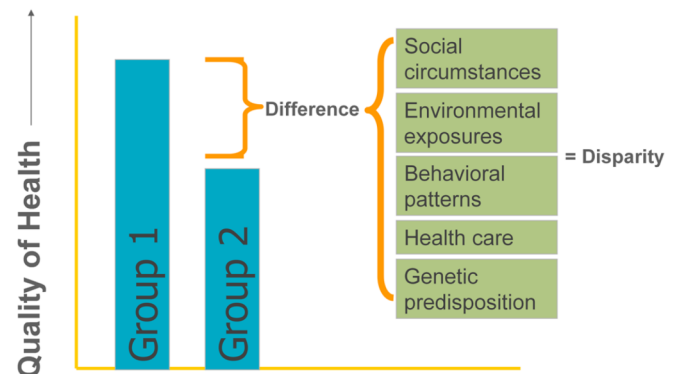 Quality of Health
Group 1
Group 2
Difference
Social
circumstances
Environmental
exposures
Behavioral
patterns
Health care
Genetic
predisposition
= Disparity